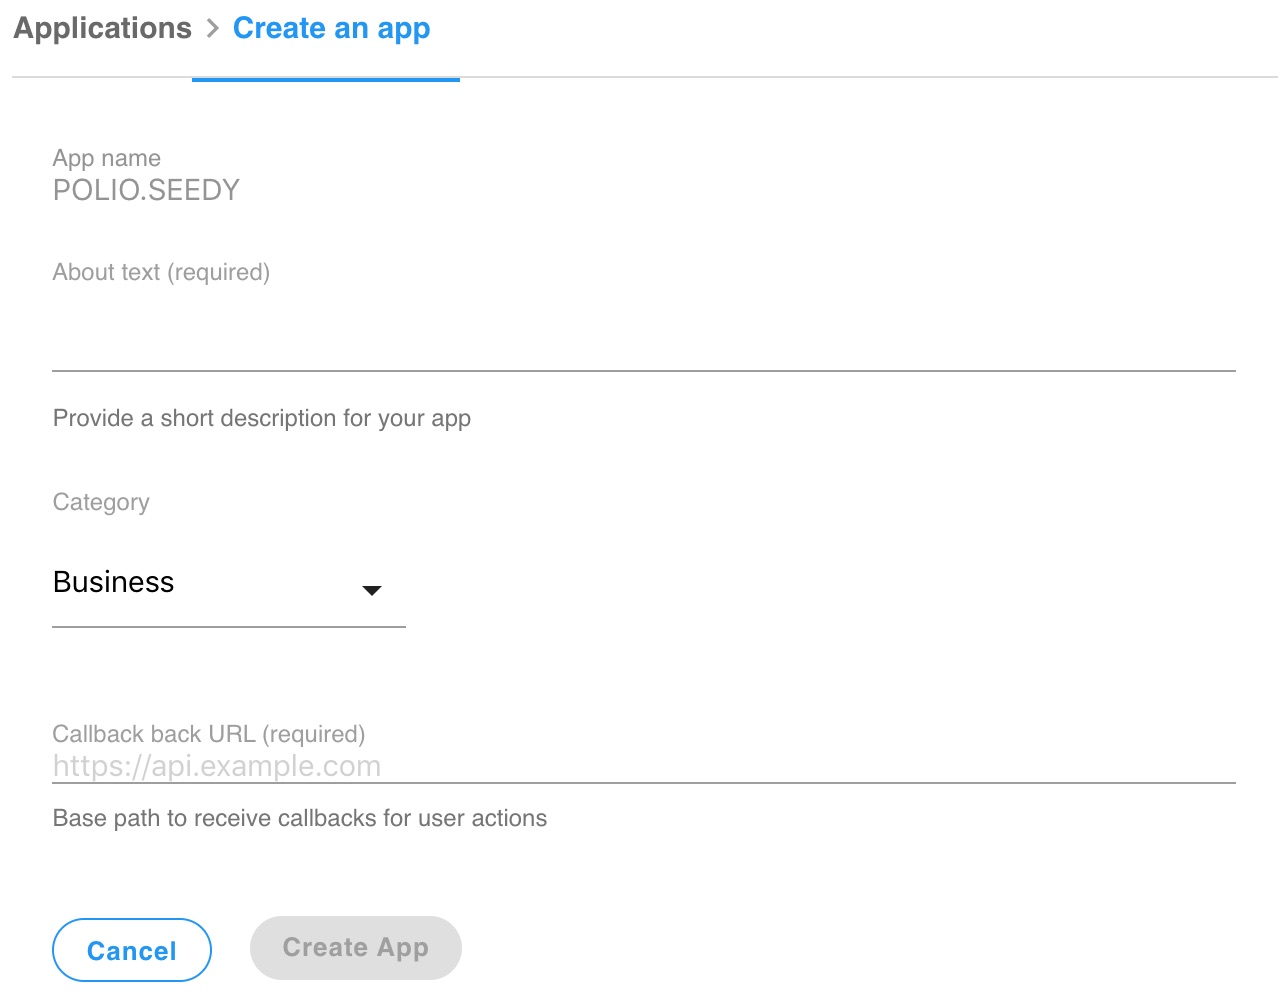 Applications > Create an app
App name
POLIO.SEEDY
About text (required)
Provide a short description for your app
Category
Business
Callback back URL (required)
https://api.example.com
Base path to receive callbacks for user actions
Cancel Create App